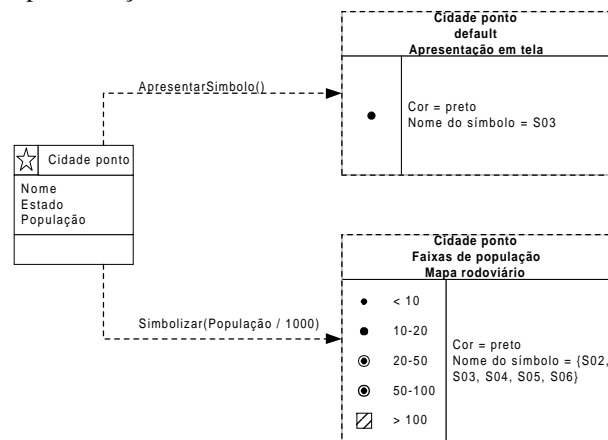 Cidade ponto
default
Apresentação em tela
ApresentarSimbolo()
Cor = preto
Nome do símbolo = S03
Cidade ponto
Nome
Estado
População
Cidade ponto
Faixas de população
Mapa rodoviário
Simbolizar(População / 1000)
< 10
10-20
20-50
50-100
> 100
Cor = preto
Nome do símbolo = {S02,
S03, S04, S05, S06}